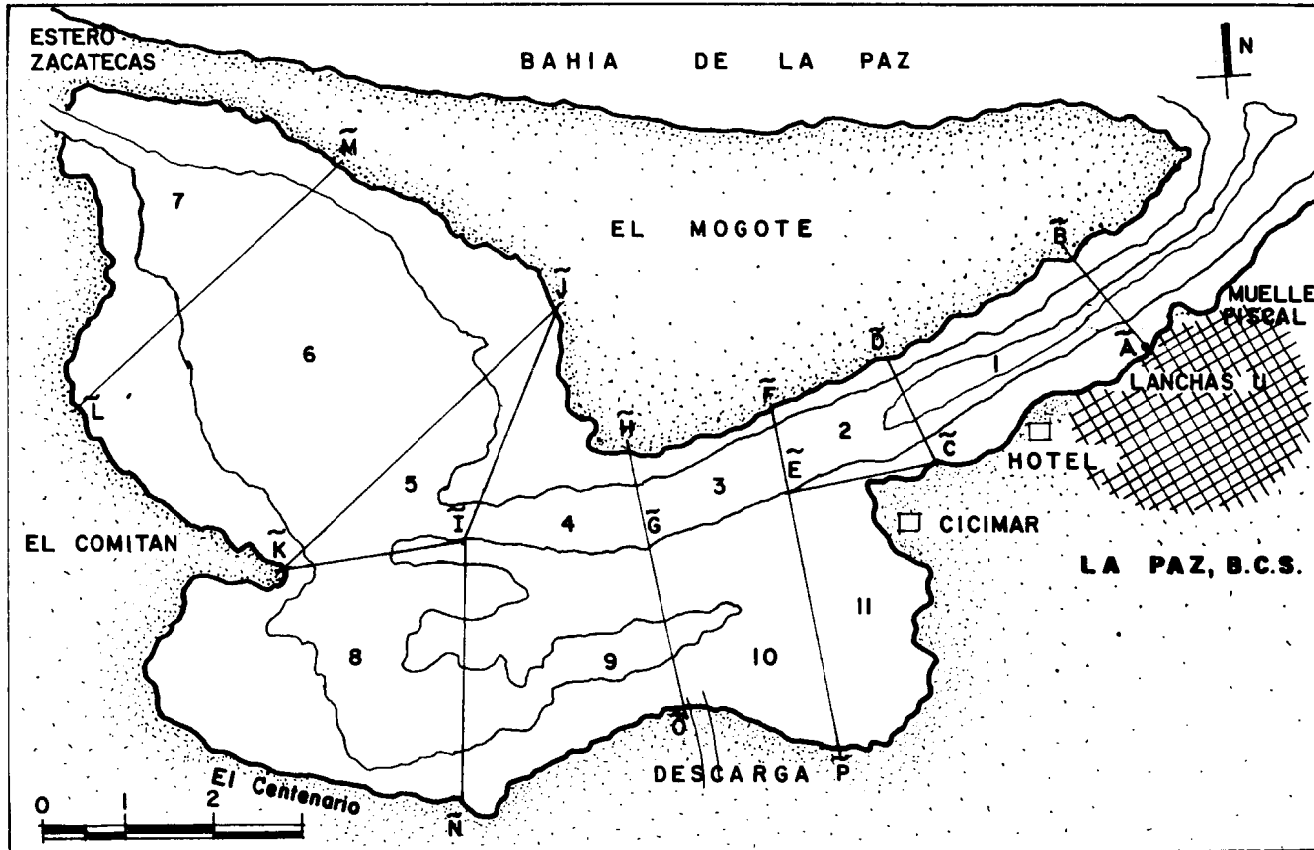 ESTERO
ZACATECAS
BAHIA DE LA PAZ
N
M̃
7
EL MOGOTE
B̃
J̃
MUELLE
FISCAL
6
D̃
1
Ã
LANCHAS U
L̃
F̃
2
H̃
C̃
HOTEL
5
3
Ẽ
4
Ĩ
G̃
CICIMAR
EL COMITAN
K̃
LA PAZ, B.C.S.
11
8
9
10
Õ
DESCARGA
P̃
El Centenario
0 1 2
Ñ